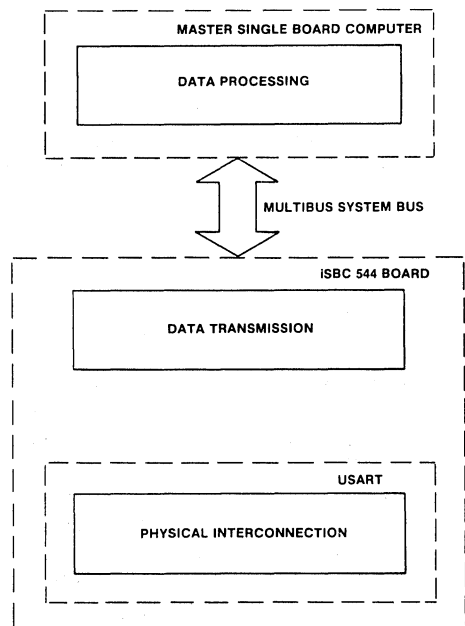 MASTER SINGLE BOARD COMPUTER
DATA PROCESSING
MULTIBUS SYSTEM BUS
iSBC 544 BOARD
DATA TRANSMISSION
USART
PHYSICAL INTERCONNECTION